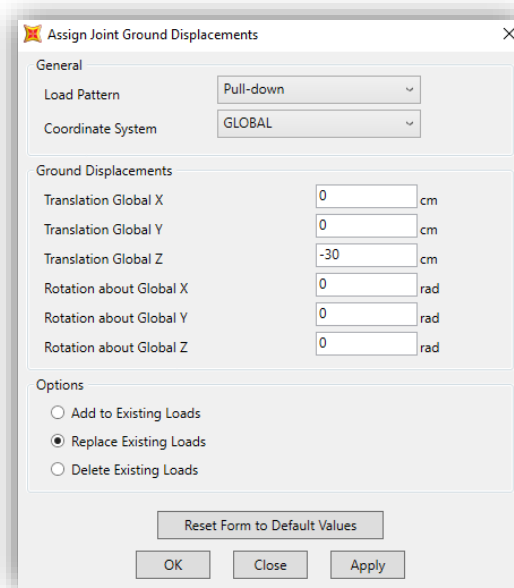 Assign Joint Ground Displacements
General
Load Pattern Pull-down
Coordinate System GLOBAL
Ground Displacements
Translation Global X 0 cm
Translation Global Y 0 cm
Translation Global Z -30 cm
Rotation about Global X 0 rad
Rotation about Global Y 0 rad
Rotation about Global Z 0 rad
Options
Add to Existing Loads
Replace Existing Loads
Delete Existing Loads
Reset Form to Default Values
OK Close Apply